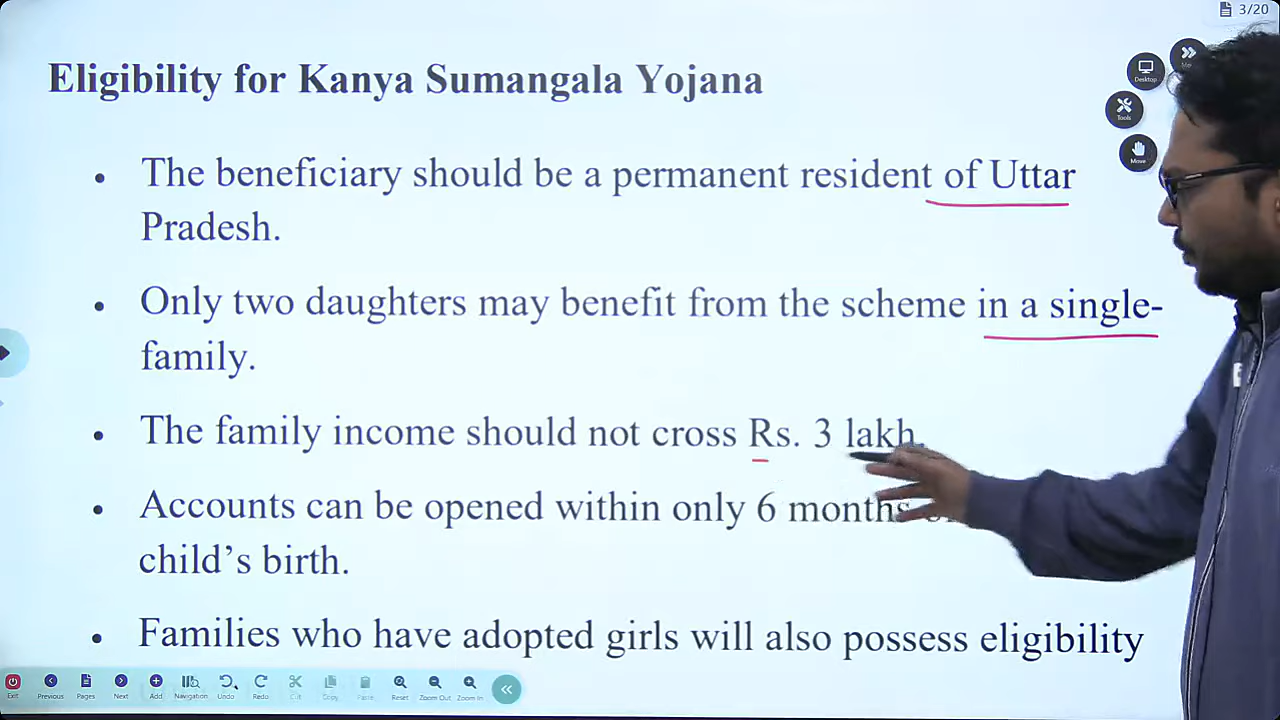 3/20
Eligibility for Kanya Sumangala Yojana
Desktop
Tools
Move
• The beneficiary should be a permanent resident of Uttar
Pradesh.
• Only two daughters may benefit from the scheme in a single-
family.
• The family income should not cross Rs. 3 lakh.
• Accounts can be opened within only 6 months
child’s birth.
• Families who have adopted girls will also possess eligibility
Exit Previous Pages Next Add Navigation Undo Redo Cut Copy Paste Reset Zoom Out Zoom In